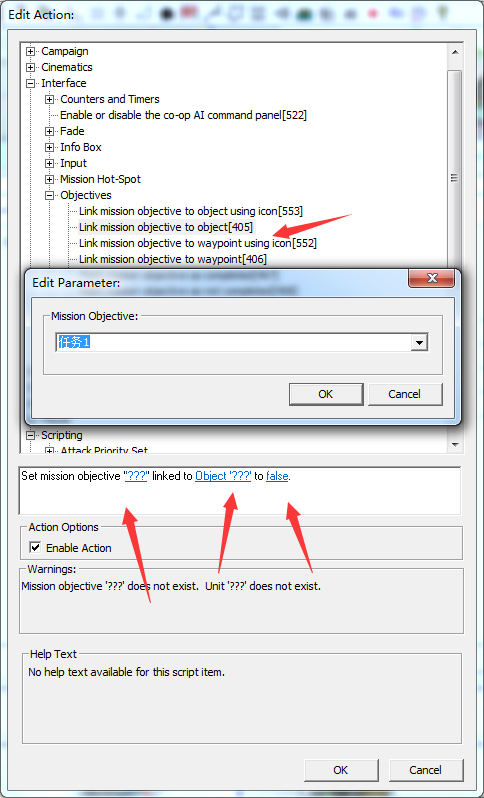 Edit Action:
Campaign
Cinematics
Interface
Counters and Timers
Enable or disable the co-op AI command panel[522]
Fade
Info Box
Input
Mission Hot-Spot
Objectives
Link mission objective to object using icon[553]
Link mission objective to object[405]
Link mission objective to waypoint using icon[552]
Link mission objective to waypoint[406]
Edit Parameter:
Mission Objective:
任务1
OK Cancel
Scripting
Attack Priority Set
Set mission objective "???" linked to Object '???' to false.
Action Options
Enable Action
Warnings:
Mission objective '???' does not exist. Unit '???' does not exist.
Help Text
No help text available for this script item.
OK Cancel